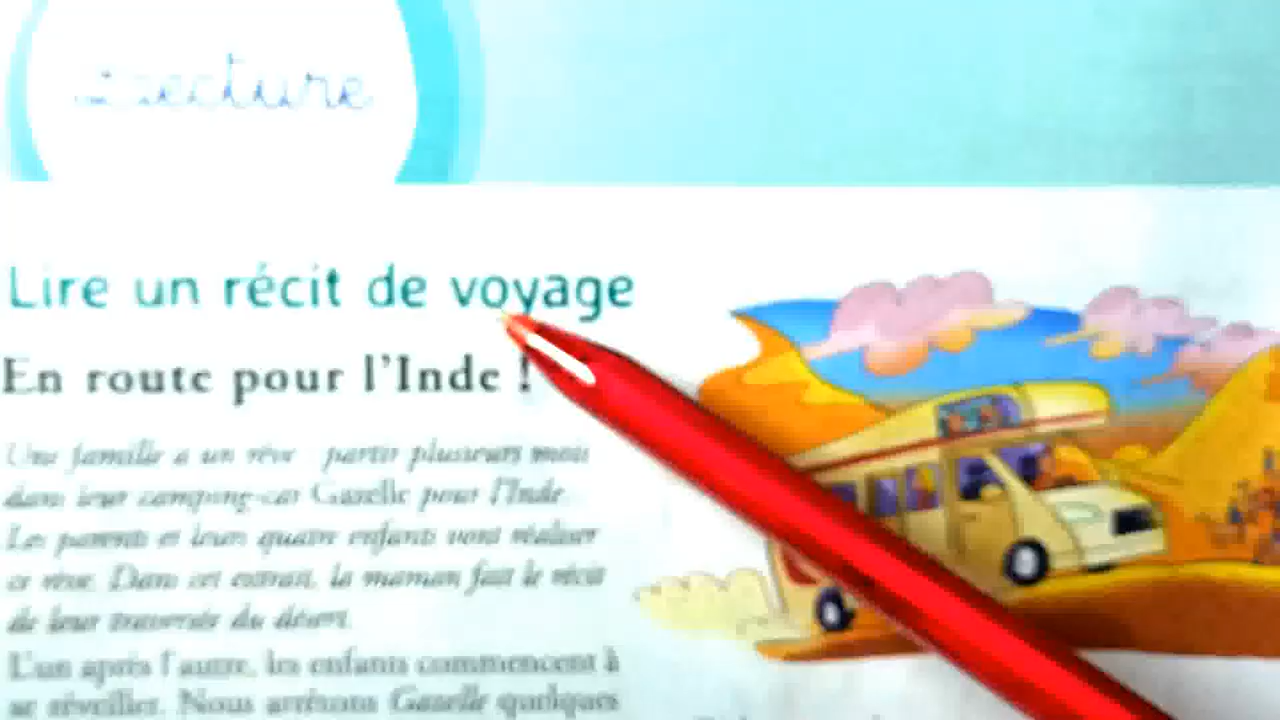 Lecture
Lire un récit de voyage
En route pour l'Inde !
Une famille a un rêve : partir plusieurs mois
dans leur camping-car Gazelle pour l'Inde.
Les parents et leurs quatre enfants vont réaliser
ce rêve. Dans cet extrait, la maman fait le récit
de leur traversée du désert.
L'un après l'autre, les enfants commencent à
se réveiller. Nous arrêtons Gazelle quelques